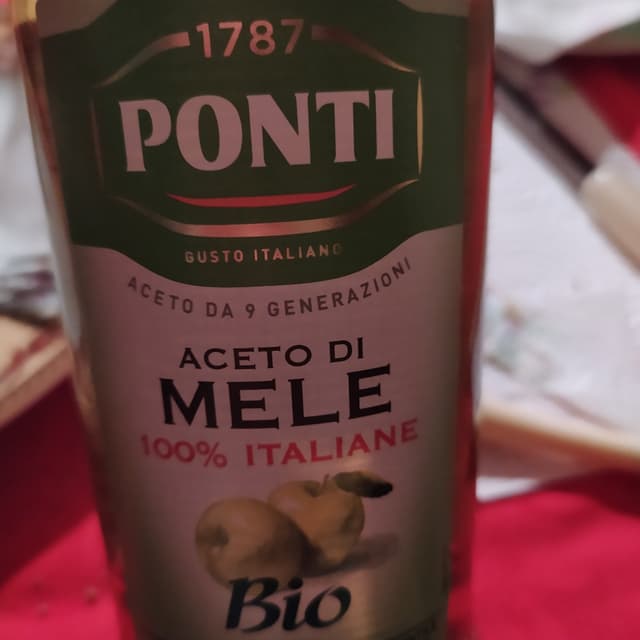 1787
PONTI
GUSTO ITALIANO
ACETO DA 9 GENERAZIONI
ACETO DI
MELE
100% ITALIANE
Bio